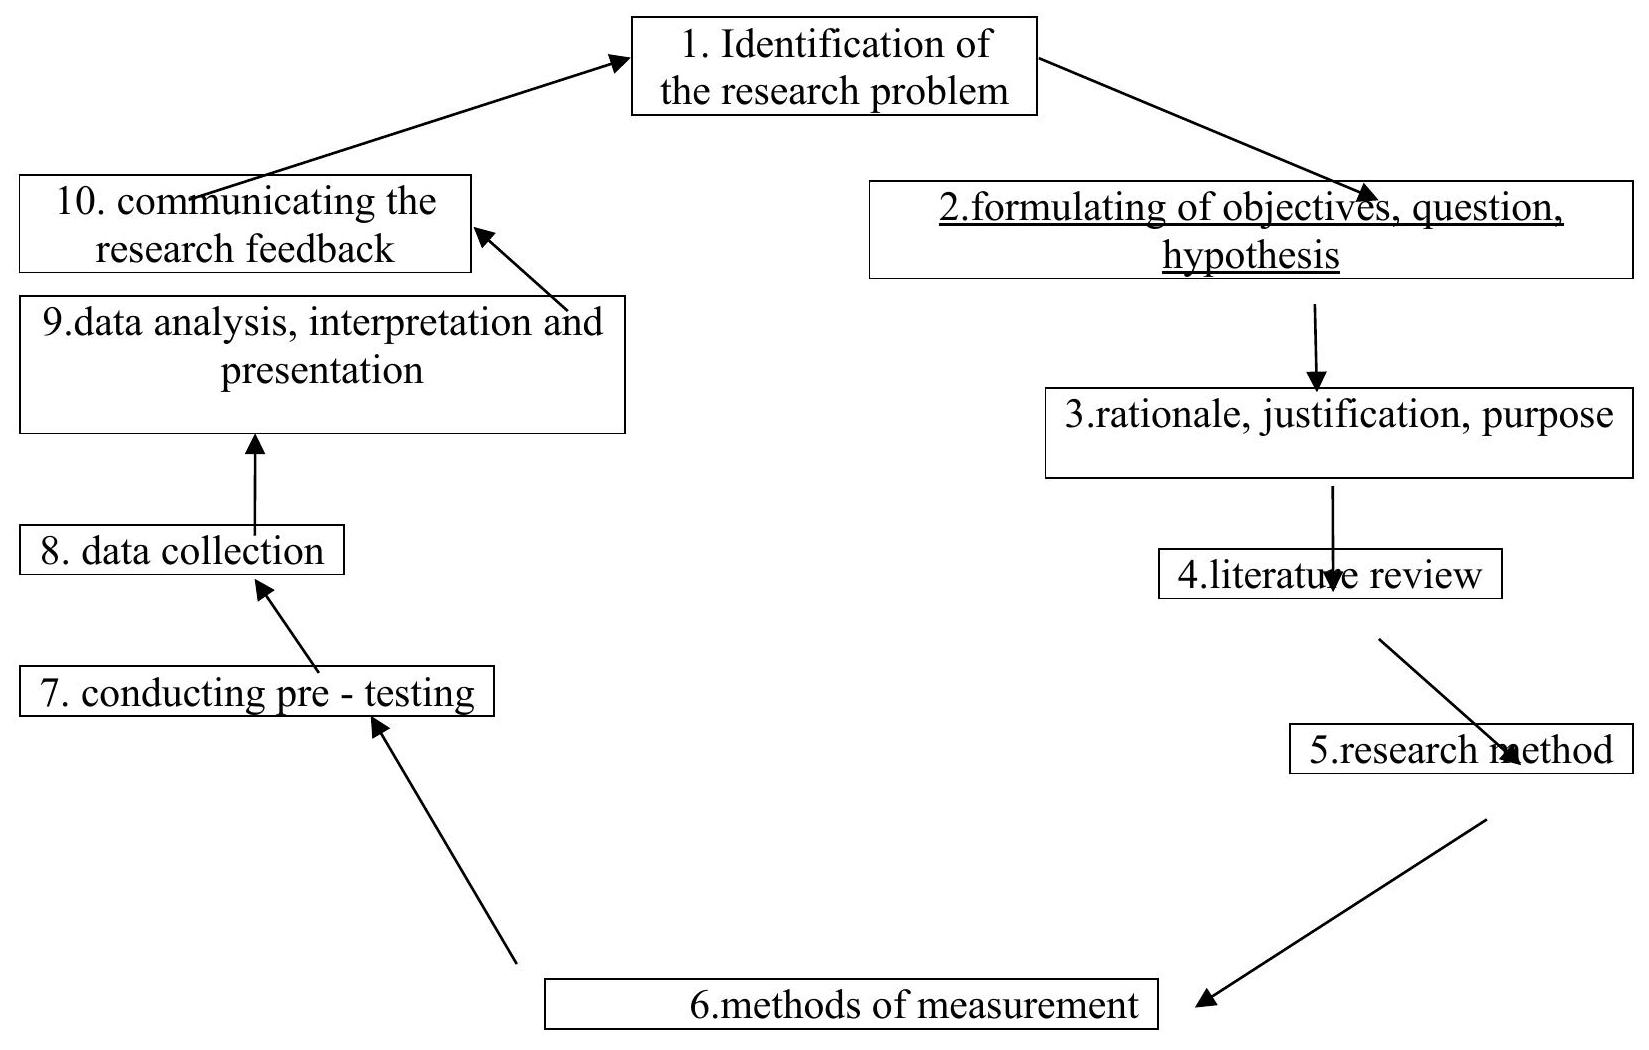 1. Identification of
the research problem
2.formulating of objectives, question,
hypothesis
3.rationale, justification, purpose
4.literature review
5.research method
6.methods of measurement
7. conducting pre - testing
8. data collection
9.data analysis, interpretation and
presentation
10. communicating the
research feedback